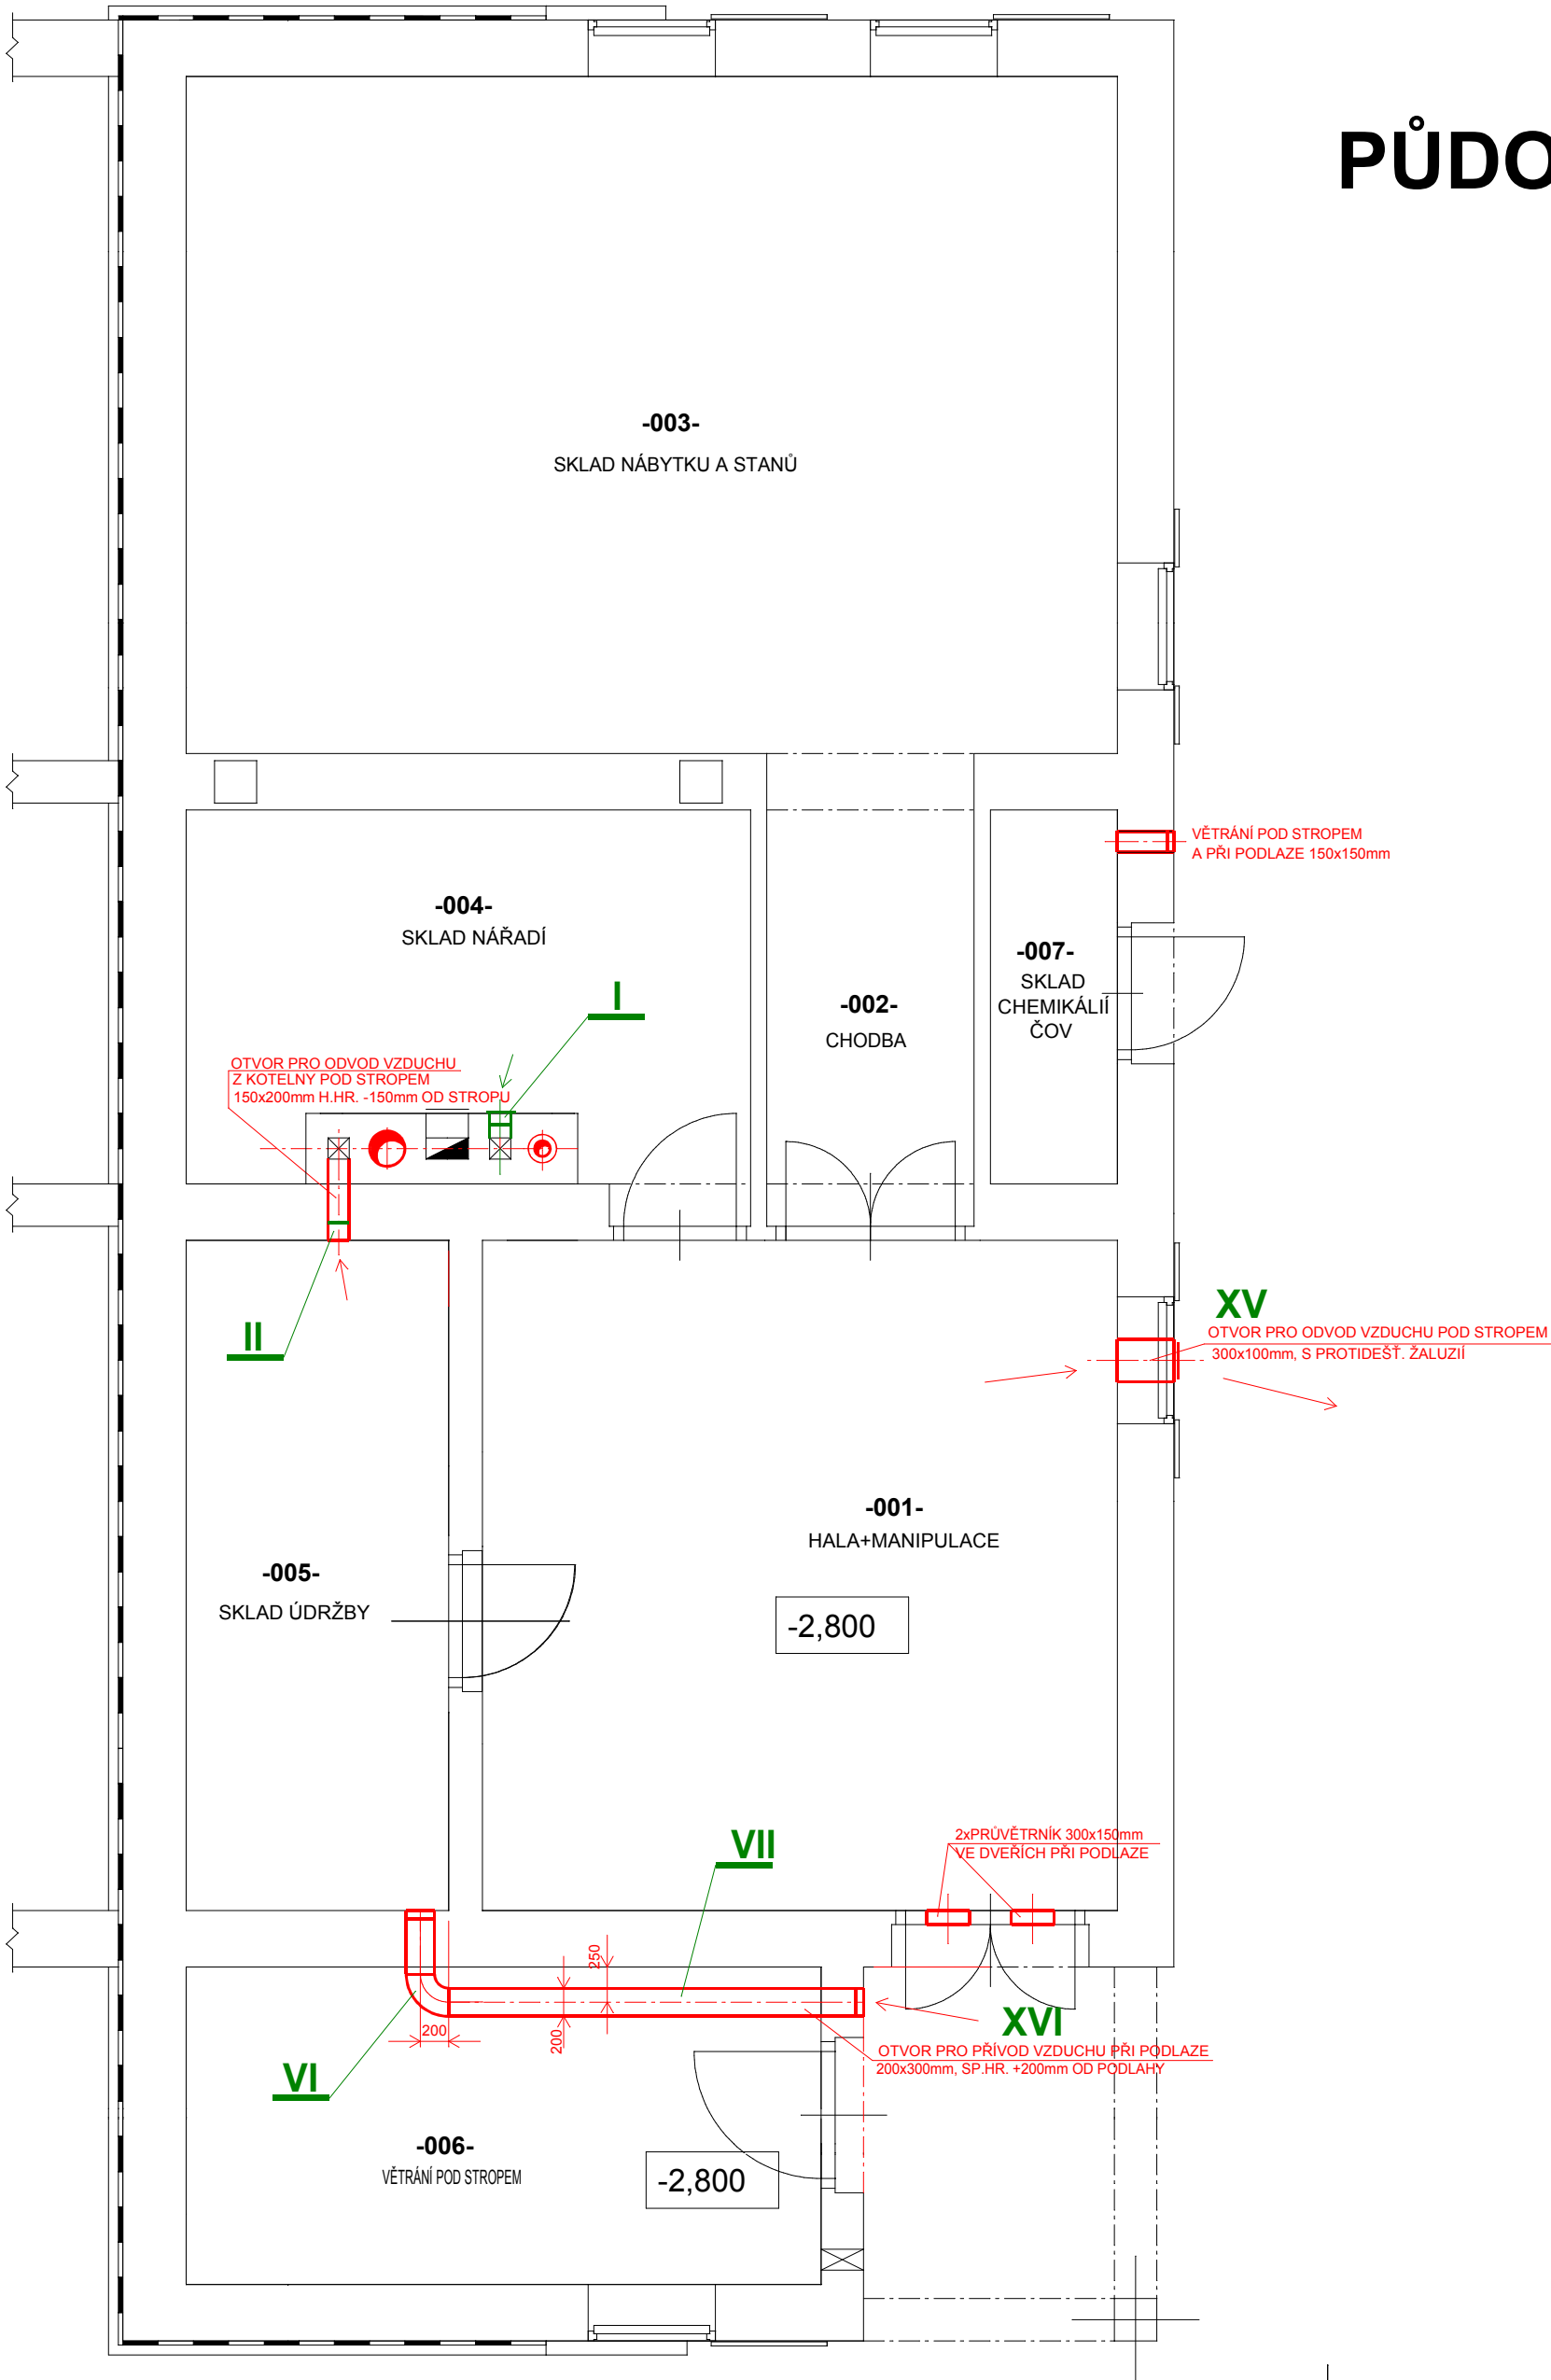 PŮDO
-003-
SKLAD NÁBYTKU A STANŮ
VĚTRÁNÍ POD STROPEM
A PŘI PODLAZE 150x150mm
-004-
SKLAD NÁŘADÍ
-007-
SKLAD
CHEMIKÁLIÍ
ČOV
I
-002-
CHODBA
OTVOR PRO ODVOD VZDUCHU
Z KOTELNY POD STROPEM
150x200mm H.HR. -150mm OD STROPU
II
XV
OTVOR PRO ODVOD VZDUCHU POD STROPEM
300x100mm, S PROTIDEŠŤ. ŽALUZIÍ
-001-
HALA+MANIPULACE
-005-
SKLAD ÚDRŽBY
-2,800
VII
2xPRŮVĚTRNÍK 300x150mm
VE DVEŘÍCH PŘI PODLAZE
250
200
200
XVI
OTVOR PRO PŘÍVOD VZDUCHU PŘI PODLAZE
200x300mm, SP.HR. +200mm OD PODLAHY
VI
-006-
VĚTRÁNÍ POD STROPEM
-2,800